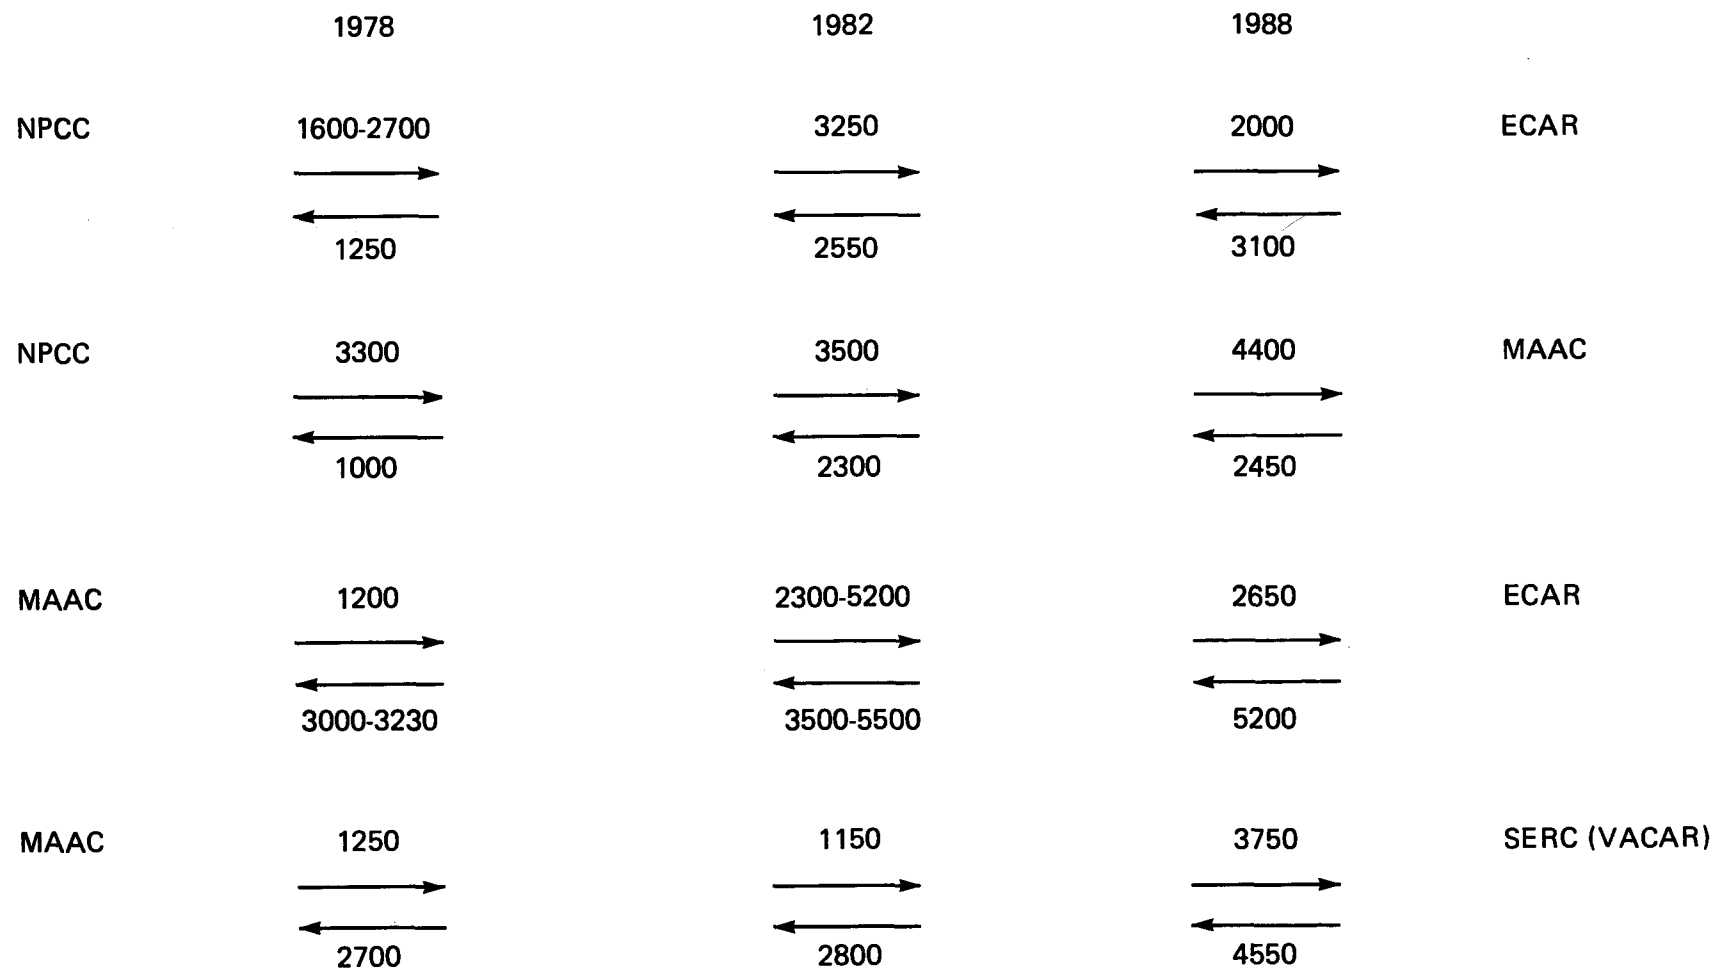 1978 1982 1988
NPCC 1600-2700 3250 2000 ECAR
1250 2550 3100
NPCC 3300 3500 4400 MAAC
1000 2300 2450
MAAC 1200 2300-5200 2650 ECAR
3000-3230 3500-5500 5200
MAAC 1250 1150 3750 SERC (VACAR)
2700 2800 4550